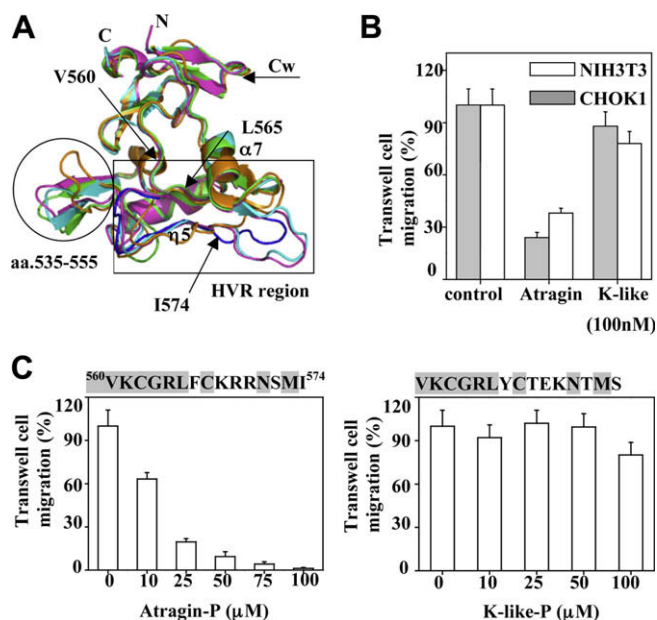 A
N
C
Cw
V560
L565
α7
aa.535-555
η5
I574
HVR region
B
Transwell cell migration (%)
120
90
60
30
0
NIH3T3
CHOK1
control
Atragin
K-like
(100nM)
C
⁵⁶⁰VKCGRLFCKRRNSMI⁵⁷⁴
Transwell cell
migration (%)
120
90
60
30
0
0 10 25 50 75 100
Atragin-P (μM)
VKCGRLYCTEKNTMS
Transwell cell
migration (%)
120
90
60
30
0
0 10 25 50 100
K-like-P (μM)